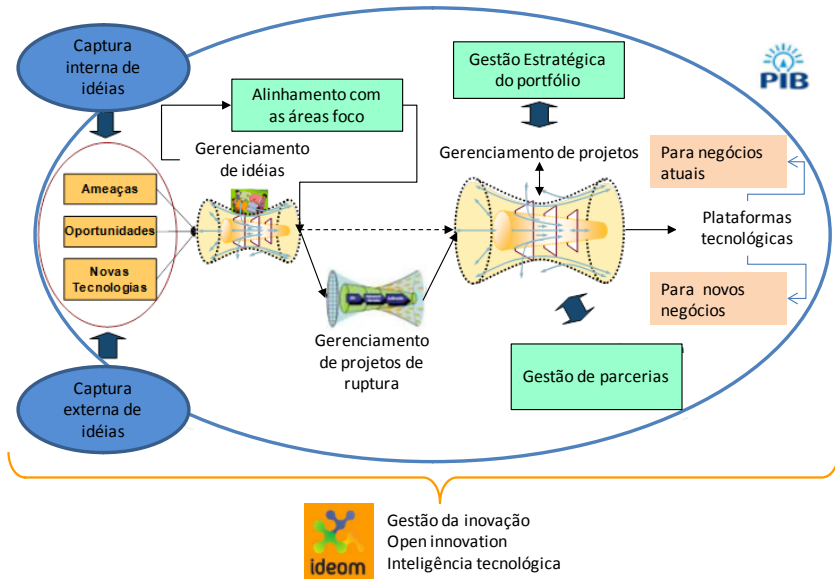 Captura
interna de
idéias
Gestão Estratégica
do portfólio
PIB
Alinhamento com
as áreas foco
Gerenciamento
de idéias
Gerenciamento de projetos
Para negócios
atuais
Ameaças
Oportunidades
Novas
Tecnologias
Plataformas
tecnológicas
Para novos
negócios
Gerenciamento
de projetos de
ruptura
Gestão de parcerias
Captura
externa de
idéias
ideom
Gestão da inovação
Open innovation
Inteligência tecnológica